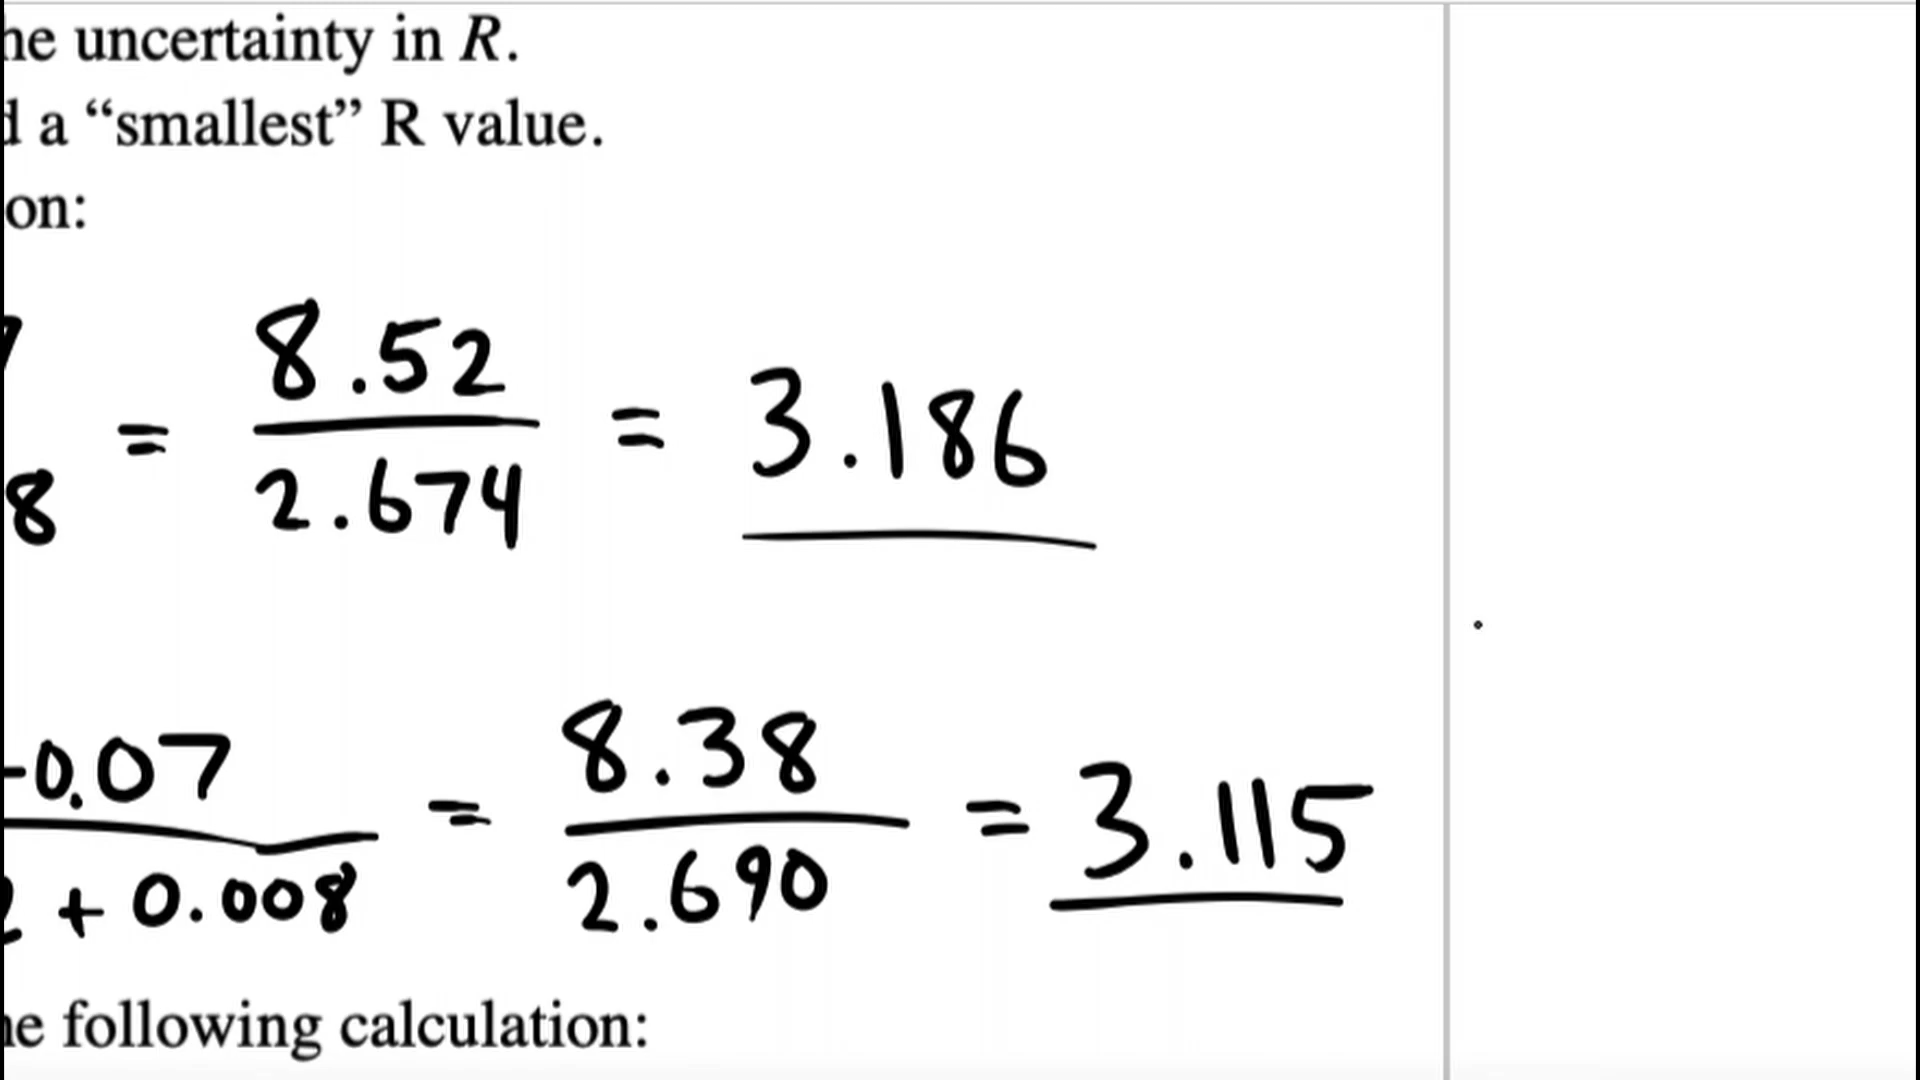 he uncertainty in R.
d a “smallest” R value.
on:
= 8.52 / 2.674 = 3.186
8
-0.07 / + 0.008 = 8.38 / 2.690 = 3.115
he following calculation: